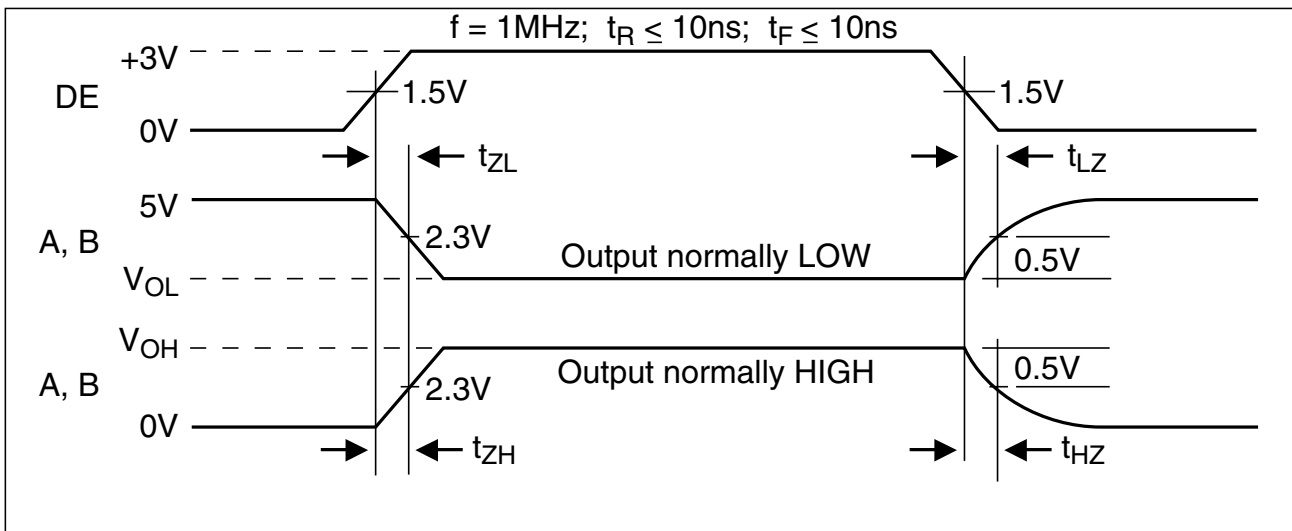 f = 1MHz; tR ≤ 10ns; tF ≤ 10ns
+3V
DE
1.5V
1.5V
0V
tZL
tLZ
5V
A, B
2.3V
Output normally LOW
0.5V
VOL
VOH
Output normally HIGH
0.5V
A, B
2.3V
0V
tZH
tHZ